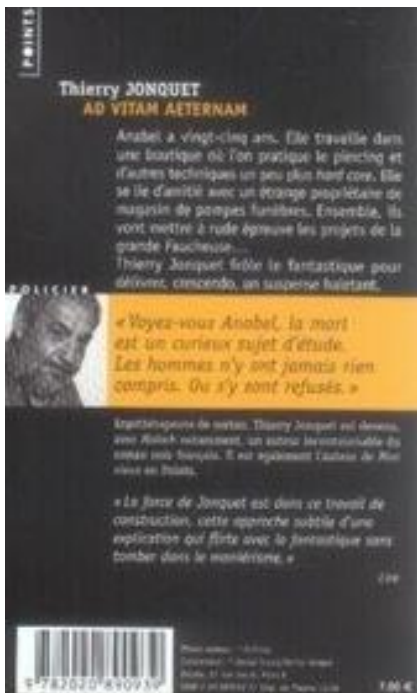 POINTS
Thierry JONQUET
AD VITAM AETERNAM
Anabel a vingt-cinq ans. Elle travaille dans
une boutique où l'on pratique le piercing et
d'autres techniques un peu plus hard core. Elle
se lie d'amitié avec un étrange propriétaire de
magasin de pompes funèbres. Ensemble, ils
vont mettre à rude épreuve les projets de la
grande Faucheuse...
Thierry Jonquet frôle le fantastique pour
délivrer, crescendo, un suspense haletant.
POLICIER
« Voyez-vous Anabel, la mort
est un curieux sujet d'étude.
Les hommes n'y ont jamais rien
compris. Ou s'y sont refusés. »
Thierry Jonquet est devenu,
avec Moloch notamment, un auteur incontournable du
roman noir français. Il est également l'auteur de Mon
vieux en Points.
« La force de Jonquet est dans ce travail de
construction, cette approche subtile d'une
explication qui flirte avec le fantastique sans
tomber dans le maniérisme. »
9 782020 890939